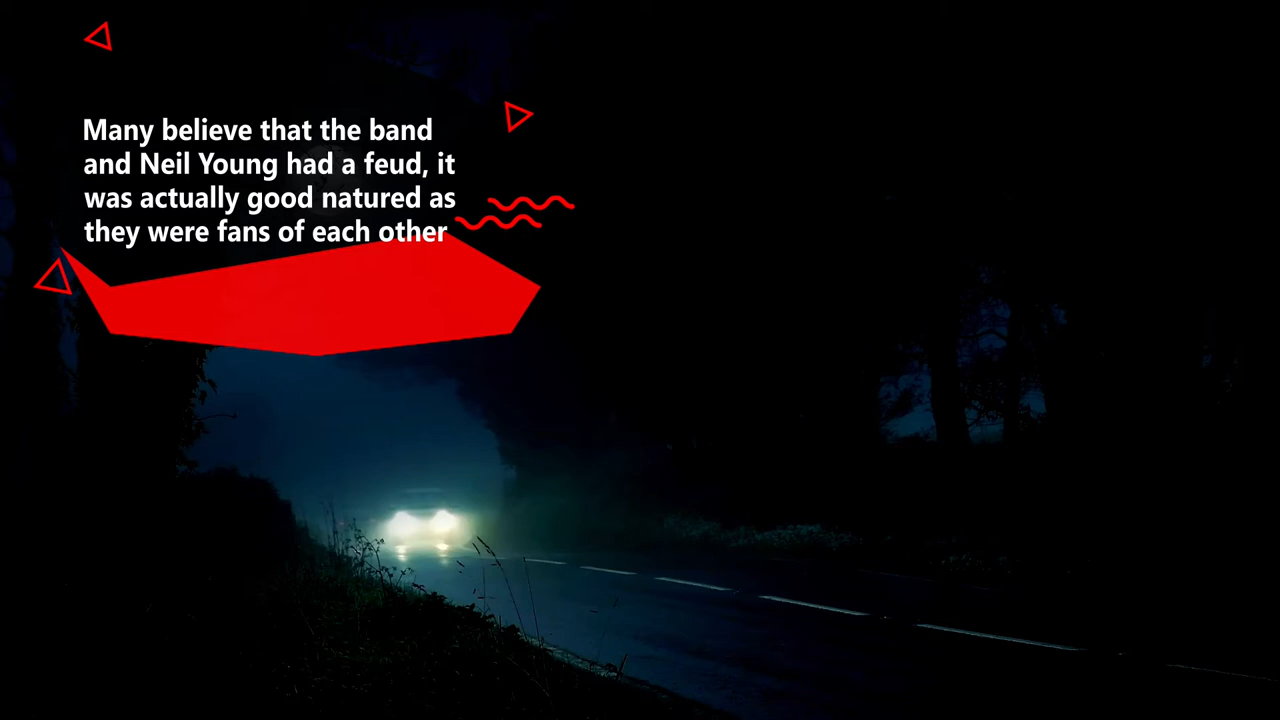 Many believe that the band
and Neil Young had a feud, it
was actually good natured as
they were fans of each other